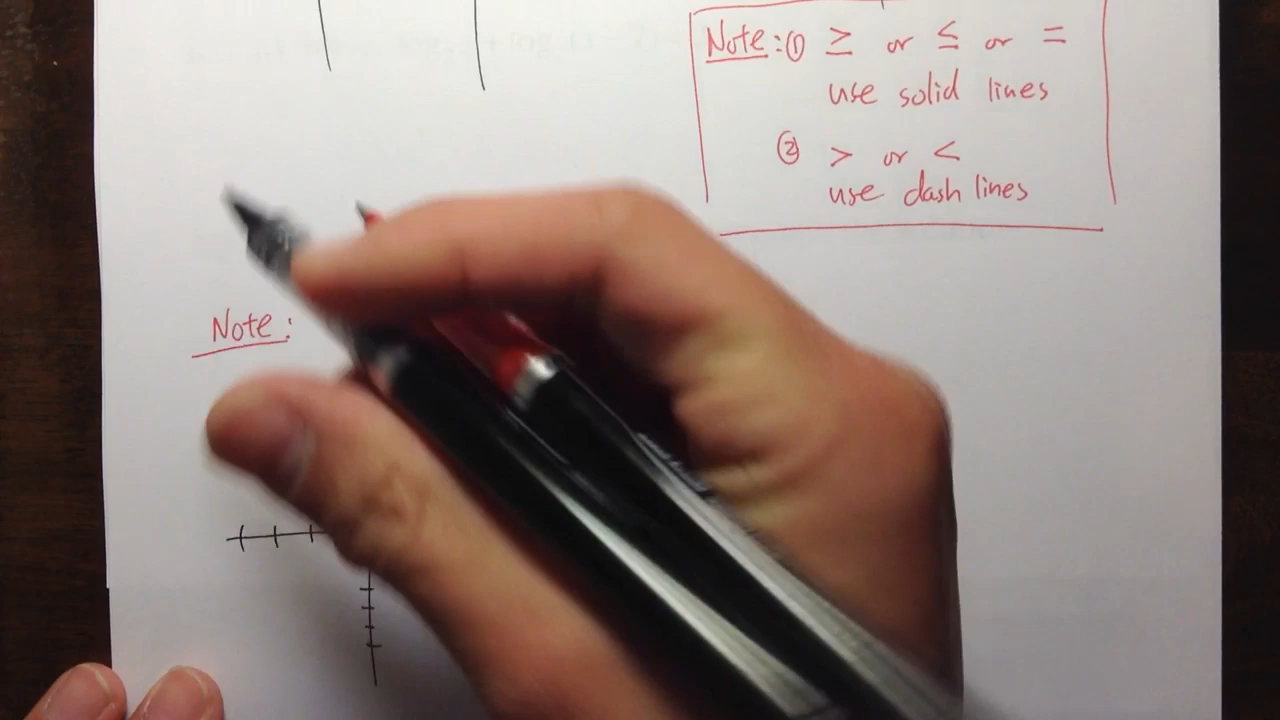 Note: ① ≥ or ≤ or =
use solid lines
② > or <
use dash lines
Note: